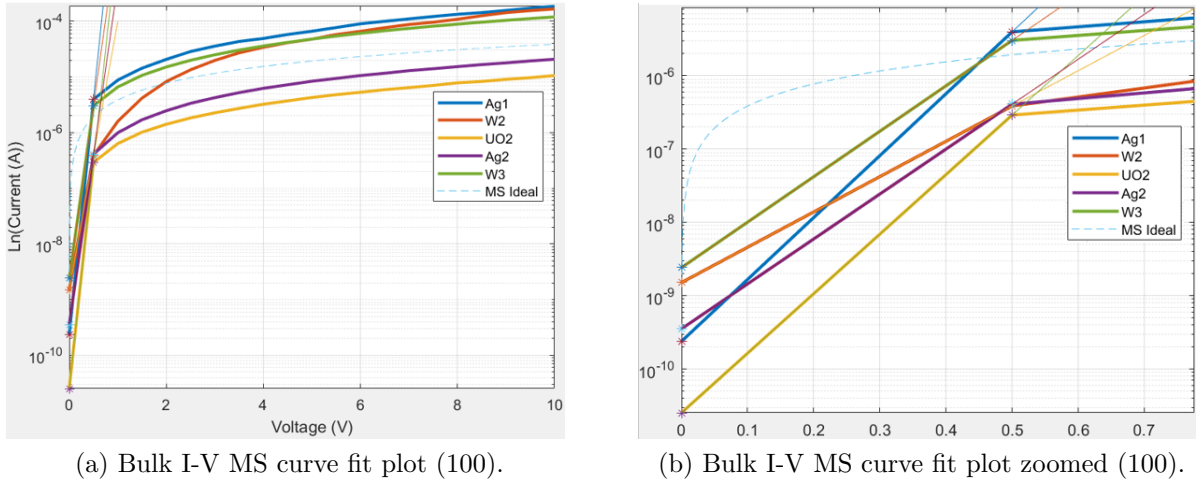 10^-4
10^-6
10^-8
10^-10
Ln(Current (A))
0 2 4 6 8 10
Voltage (V)
Ag1
W2
UO2
Ag2
W3
MS Ideal
(a) Bulk I-V MS curve fit plot (100).
10^-6
10^-7
10^-8
10^-9
10^-10
0 0.1 0.2 0.3 0.4 0.5 0.6 0.7
Ag1
W2
UO2
Ag2
W3
MS Ideal
(b) Bulk I-V MS curve fit plot zoomed (100).